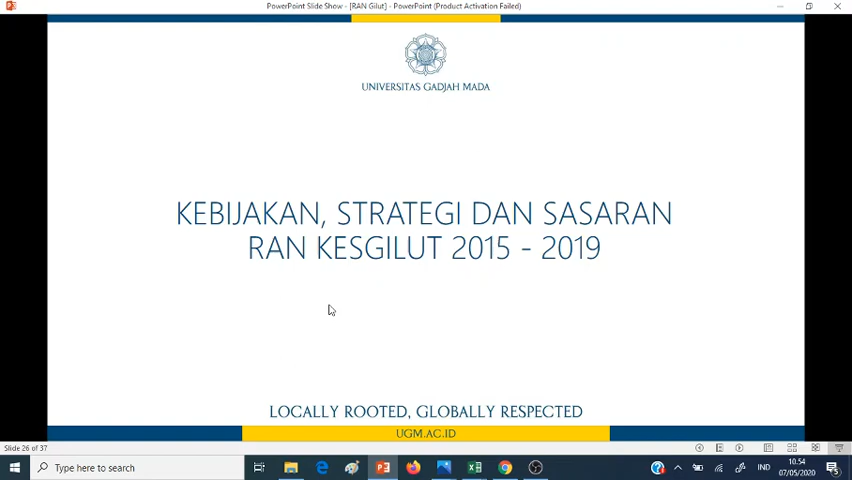 PowerPoint Slide Show - [RAN Gilut] - PowerPoint (Product Activation Failed)
UNIVERSITAS GADJAH MADA
KEBIJAKAN, STRATEGI DAN SASARAN
RAN KESGILUT 2015 - 2019
LOCALLY ROOTED, GLOBALLY RESPECTED
UGM.AC.ID
Slide 26 of 37
Type here to search
IND
10.54
07/05/2020
5